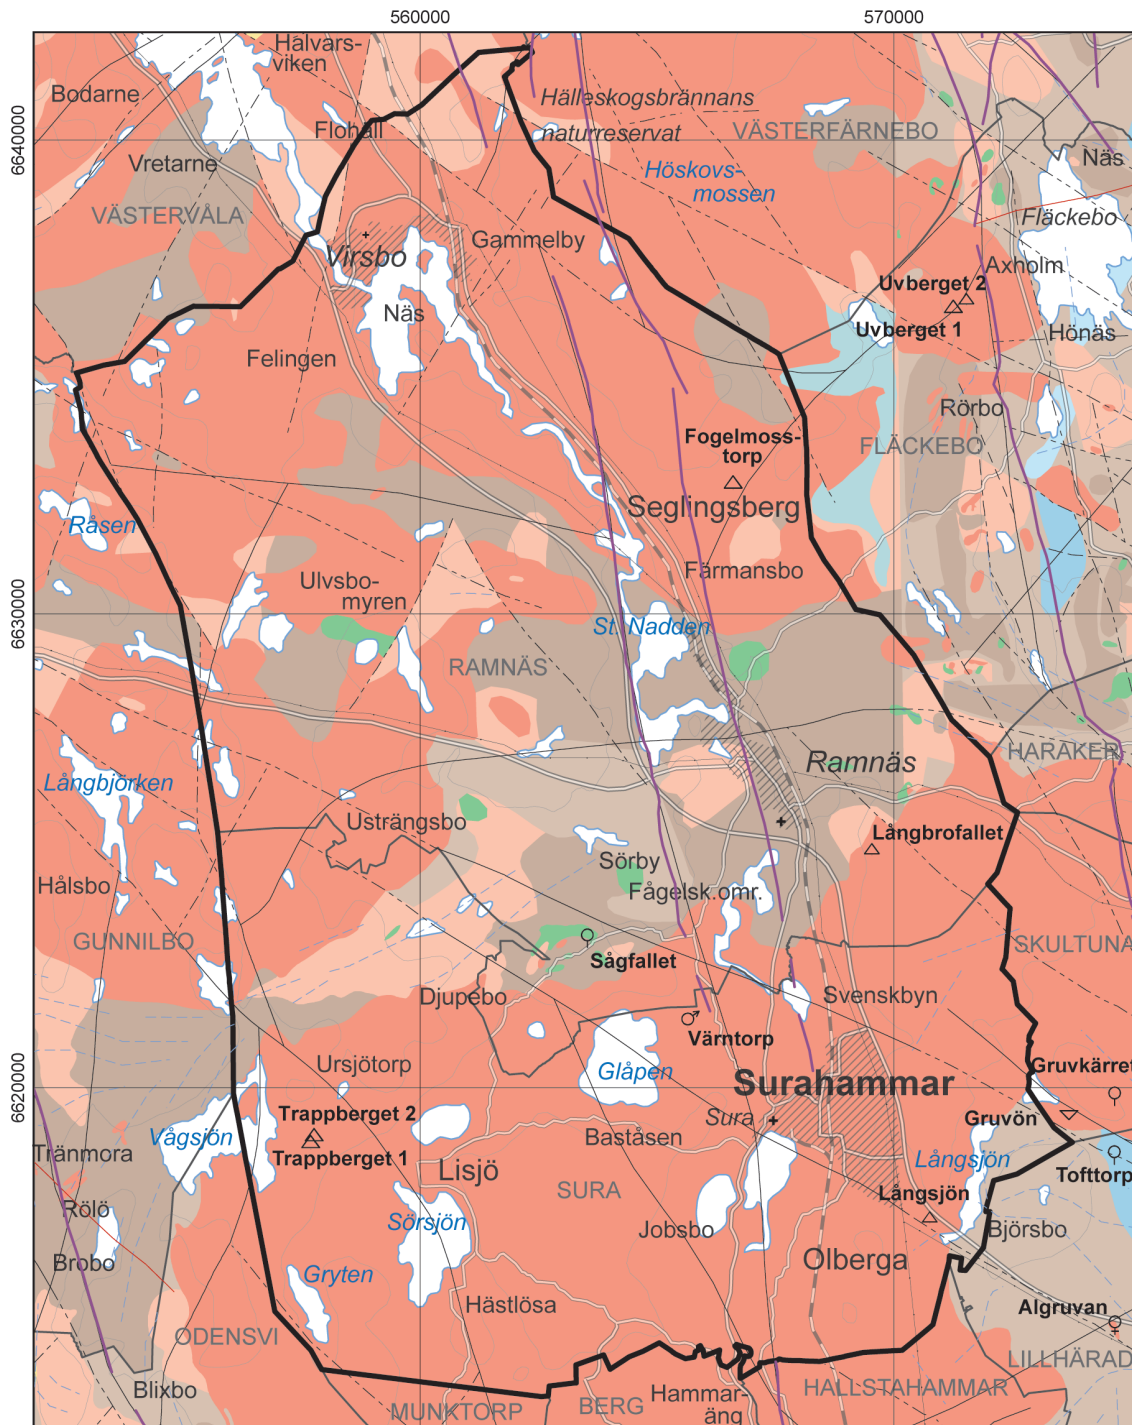 560000
570000
Halvars-
viken
Bodarne
Hälleskogsbrännans
naturreservat
Flohäll
VÄSTERFÄRNEBO
6640000
Vretarne
Näs
Höskovs-
mossen
VÄSTERVÅLA
Fläckebo
Gammelby
Virsbo
Axholm
Uvberget 2
Näs
Uvberget 1
Hönäs
Felingen
Rörbo
Fogelmoss-
torp
FLÄCKEBO
Seglingsberg
Råsen
Färmansbo
Ulvsbo-
myren
6630000
St. Nadden
RAMNÄS
HARAKER
Ramnäs
Långbjörken
Usträngsbo
Långbrofallet
Sörby
Hålsbo
Fågelsk.omr.
GUNNILBO
SKULTUNA
Sågfallet
Djupebo
Svenskbyn
Värntorp
Ursjötorp
Glåpen
Gruvkärret
6620000
Surahammar
Trappberget 2
Sura
Gruvön
Vågsjön
Baståsen
Tränmora
Trappberget 1
Långsjön
Lisjö
Tofttorp
SURA
Långsjön
Rölö
Sörsjön
Jobsbo
Björsbo
Brobo
Gryten
Olberga
Hästlösa
Algruvan
ODENSVI
LILLHÄRAD
Blixbo
HALLSTAHAMMAR
Hammar-
äng
MUNKTORP
BERG